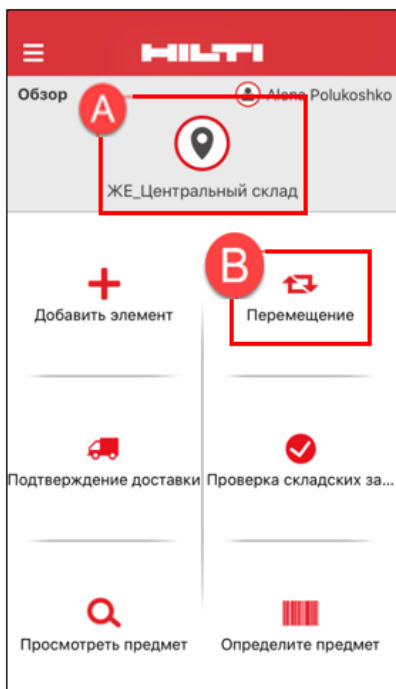 HILTI
Обзор
A
Alena Polukoshko
ЖЕ_Центральный склад
B
Добавить элемент
Перемещение
Подтверждение доставки
Проверка складских за...
Просмотреть предмет
Определите предмет